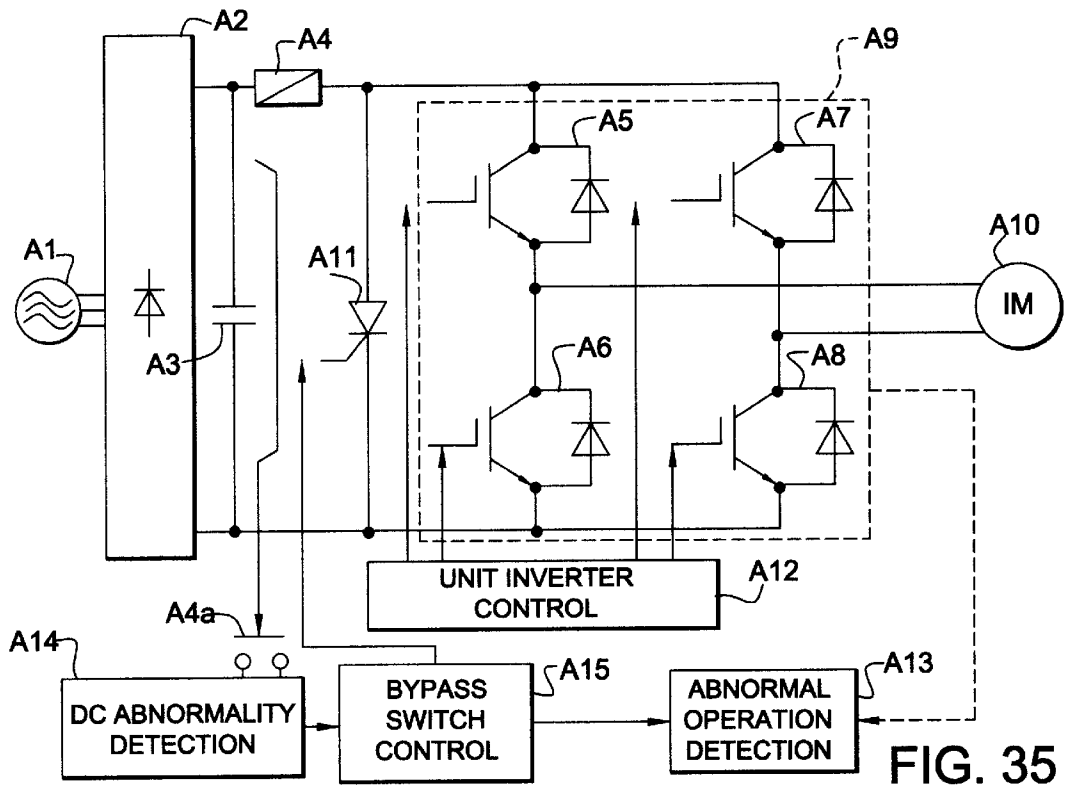 A2
A4
A9
A5
A7
A1
A11
A10
IM
A3
A6
A8
UNIT INVERTER
CONTROL
A12
A4a
A14
A15
A13
DC ABNORMALITY
DETECTION
BYPASS
SWITCH
CONTROL
ABNORMAL
OPERATION
DETECTION
FIG. 35